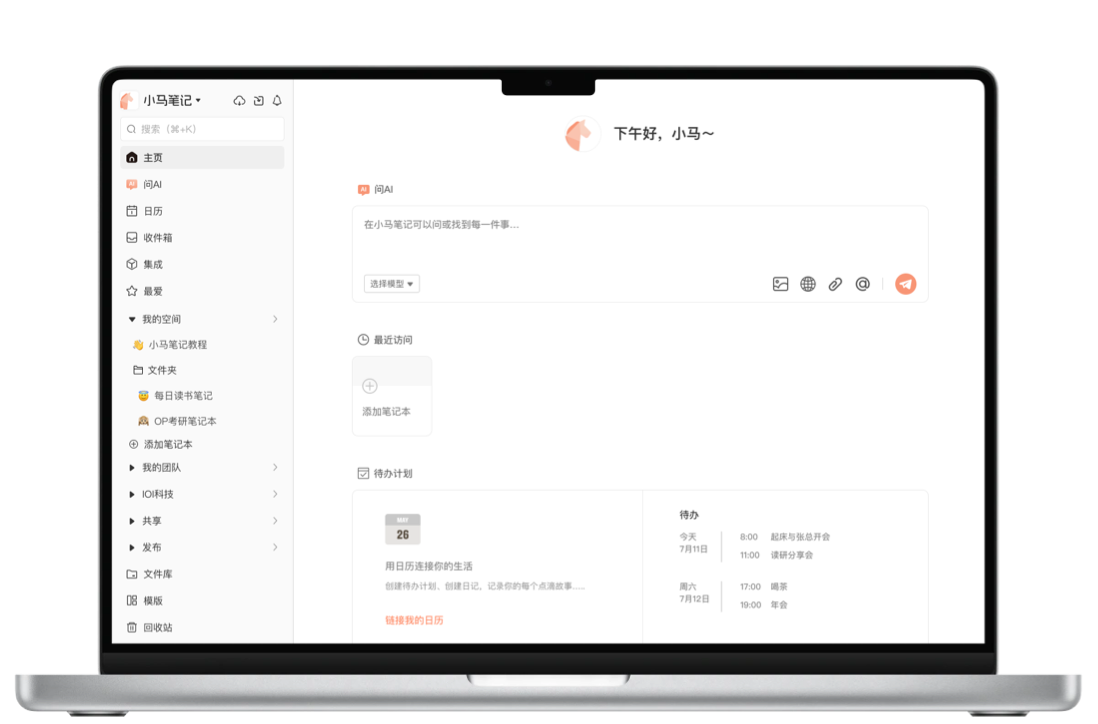 小马笔记
搜索（⌘+K）
主页
AI 问AI
日历
收件箱
集成
最爱
我的空间
小马笔记教程
文件夹
每日读书笔记
OP考研笔记本
添加笔记本
我的团队
IOI科技
共享
发布
文件库
模版
回收站
下午好，小马～
AI 问AI
在小马笔记可以问或找到每一件事...
选择模型
最近访问
添加笔记本
待办计划
MAY
26
用日历连接你的生活
创建待办计划，创建日记，记录你的每个点滴故事......
链接我的日历
待办
今天
7月11日
8:00 起床与张总开会
11:00 读研分享会
周六
7月12日
17:00 喝茶
19:00 年会